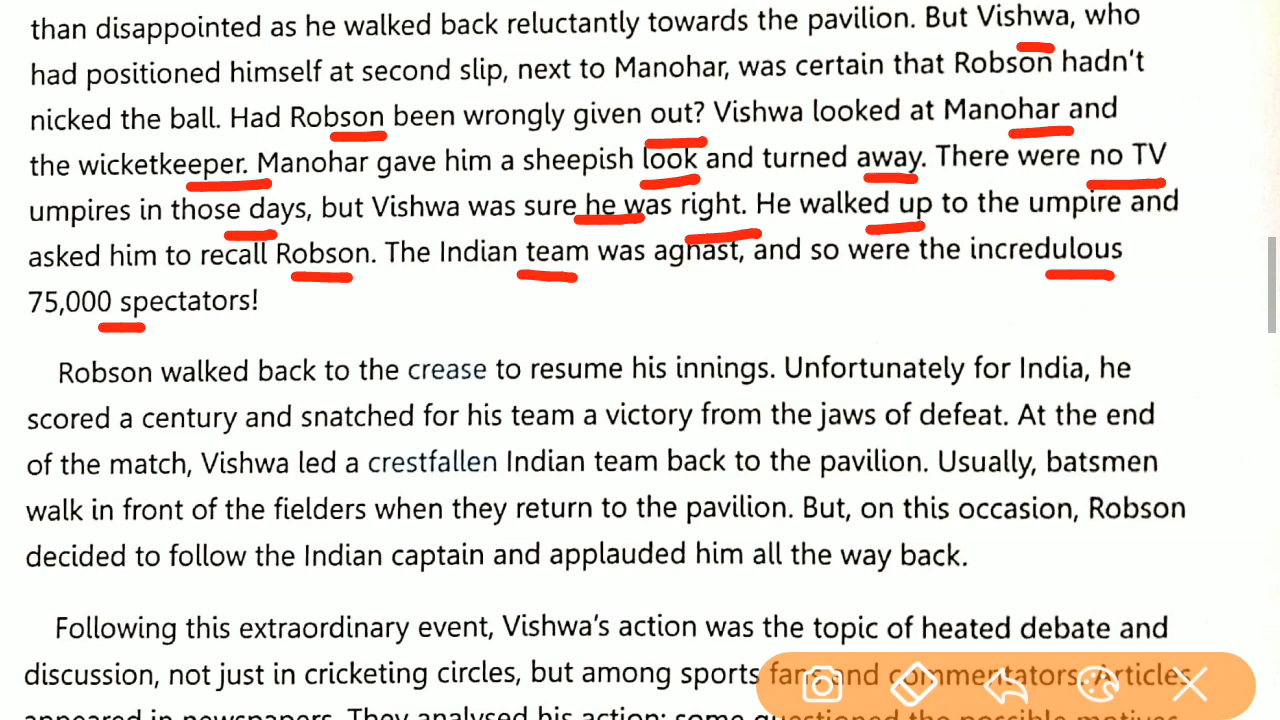 than disappointed as he walked back reluctantly towards the pavilion. But Vishwa, who
had positioned himself at second slip, next to Manohar, was certain that Robson hadn't
nicked the ball. Had Robson been wrongly given out? Vishwa looked at Manohar and
the wicketkeeper. Manohar gave him a sheepish look and turned away. There were no TV
umpires in those days, but Vishwa was sure he was right. He walked up to the umpire and
asked him to recall Robson. The Indian team was aghast, and so were the incredulous
75,000 spectators!
Robson walked back to the crease to resume his innings. Unfortunately for India, he
scored a century and snatched for his team a victory from the jaws of defeat. At the end
of the match, Vishwa led a crestfallen Indian team back to the pavilion. Usually, batsmen
walk in front of the fielders when they return to the pavilion. But, on this occasion, Robson
decided to follow the Indian captain and applauded him all the way back.
Following this extraordinary event, Vishwa's action was the topic of heated debate and
discussion, not just in cricketing circles, but among sports fans and commentators. Articles
appeared in newspapers. They analysed his action; some questioned the possible motives